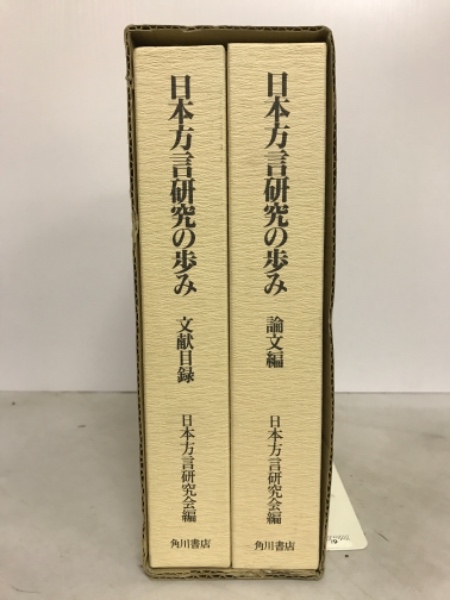 日本方言研究の歩み
論文編
日本方言研究会編
角川書店
日本方言研究の歩み
文献目録
日本方言研究会編
角川書店